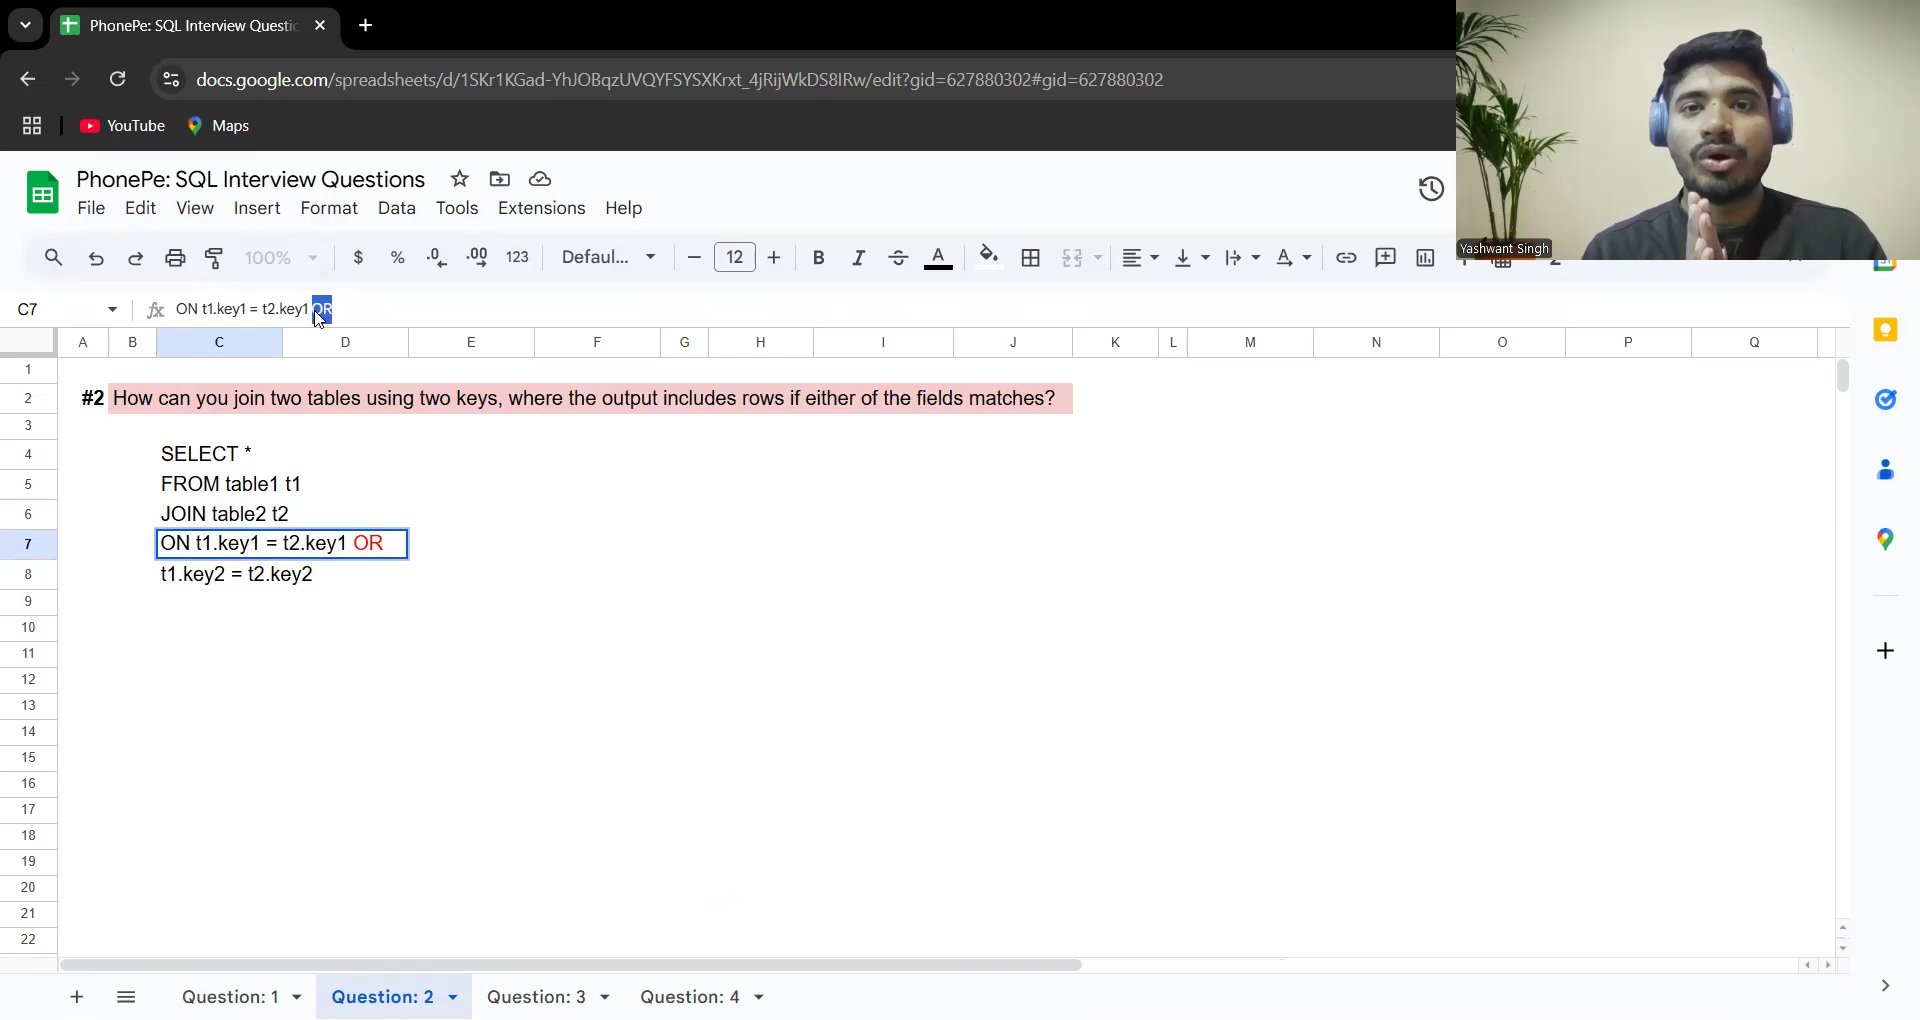 PhonePe: SQL Interview Questic
docs.google.com/spreadsheets/d/1SKr1KGad-YhJOBqzUVQYFSYSXKrxt_4jRijWkDS8IRw/edit?gid=627880302#gid=627880302
YouTube Maps
PhonePe: SQL Interview Questions
File Edit View Insert Format Data Tools Extensions Help
100% $ % .0 .00 123 Defaul... 12 B I S A
Yashwant Singh
C7 fx ON t1.key1 = t2.key1 OR
A B C D E F G H I J K L M N O P Q
1
2 #2 How can you join two tables using two keys, where the output includes rows if either of the fields matches?
3
4 SELECT *
5 FROM table1 t1
6 JOIN table2 t2
7 ON t1.key1 = t2.key1 OR
8 t1.key2 = t2.key2
9
10
11
12
13
14
15
16
17
18
19
20
21
22
Question: 1 Question: 2 Question: 3 Question: 4